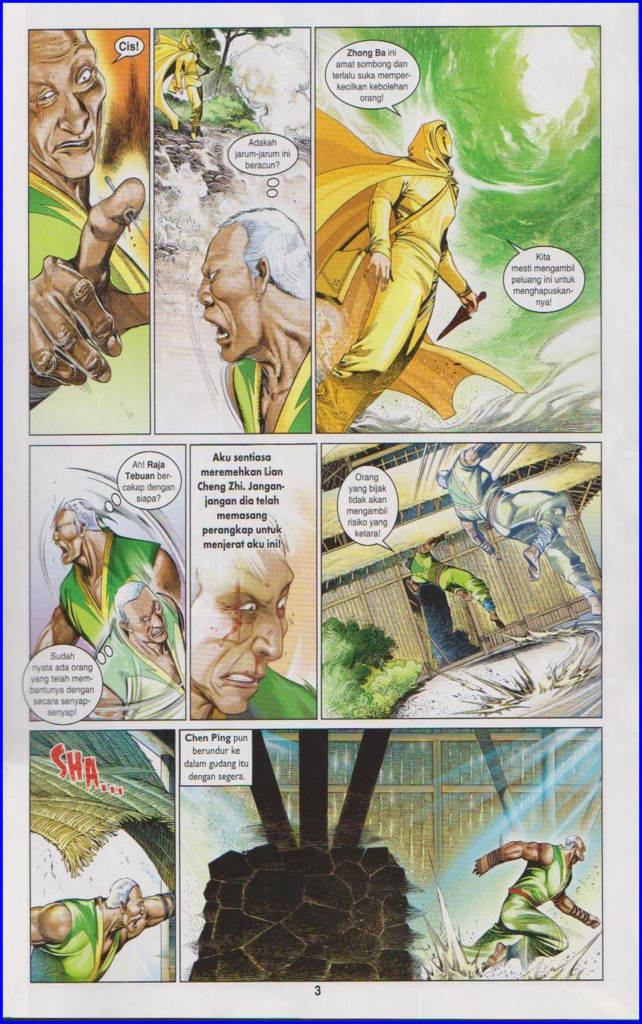 Cis!
Adakah
jarum-jarum ini
beracun?
Zhong Ba ini
amat sombong dan
terlalu suka memper-
kecilkan kebolehan
orang!
Kita
mesti mengambil
peluang ini untuk
menghapuskan-
nya!
Ah! Raja
Tebuan ber-
cakap dengan
siapa?
Sudah
nyata ada orang
yang telah mem-
bantunya dengan
secara senyap-
senyap!
Aku sentiasa
meremehkan Lian
Cheng Zhi. Jangan-
jangan dia telah
memasang
perangkap untuk
menjerat aku ini!
Orang
yang bijak
tidak akan
mengambil
risiko yang
ketara!
SHA...
Chen Ping pun
berundur ke
dalam gudang itu
dengan segera.
3